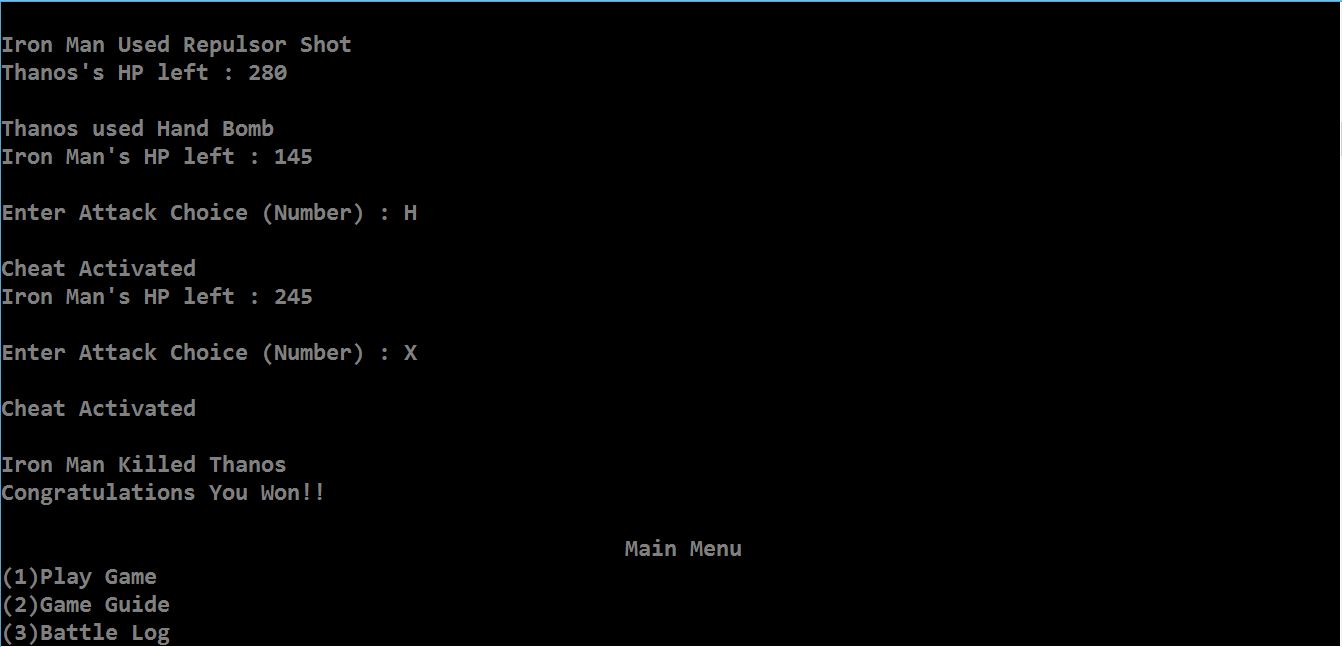 Iron Man Used Repulsor Shot
Thanos's HP left : 280
Thanos used Hand Bomb
Iron Man's HP left : 145
Enter Attack Choice (Number) : H
Cheat Activated
Iron Man's HP left : 245
Enter Attack Choice (Number) : X
Cheat Activated
Iron Man Killed Thanos
Congratulations You Won!!
Main Menu
(1)Play Game
(2)Game Guide
(3)Battle Log